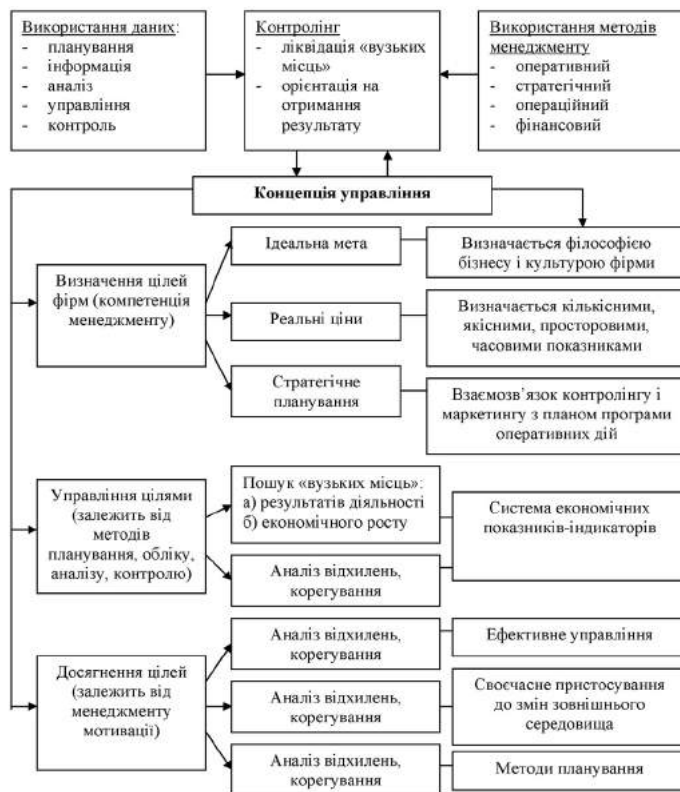 Використання даних:
- планування
- інформація
- аналіз
- управління
- контроль
Контролінг
- ліквідація «вузьких
місць»
- орієнтація на
отримання
результату
Використання методів
менеджменту
- оперативний
- стратегічний
- операційний
- фінансовий
Концепція управління
Визначення цілей
фірм (компетенція
менеджменту)
Ідеальна мета
Визначається філософією
бізнесу і культурою фірми
Реальні ціни
Визначається кількісними,
якісними, просторовими,
часовими показниками
Стратегічне
планування
Взаємозв’язок контролінгу і
маркетингу з планом програми
оперативних дій
Управління цілями
(залежить від
методів
планування, обліку,
аналізу, контролю)
Пошук «вузьких місць»:
а) результатів діяльності
б) економічного росту
Система економічних
показників-індикаторів
Аналіз відхилень,
корегування
Досягнення цілей
(залежить від
менеджменту
мотивації)
Аналіз відхилень,
корегування
Ефективне управління
Аналіз відхилень,
корегування
Своєчасне пристосування
до змін зовнішнього
середовища
Аналіз відхилень,
корегування
Методи планування